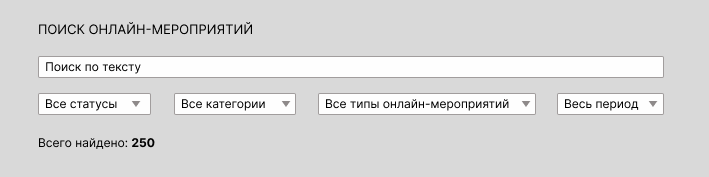 ПОИСК ОНЛАЙН-МЕРОПРИЯТИЙ
Поиск по тексту
Все статусы Все категории Все типы онлайн-мероприятий Весь период
Всего найдено: 250